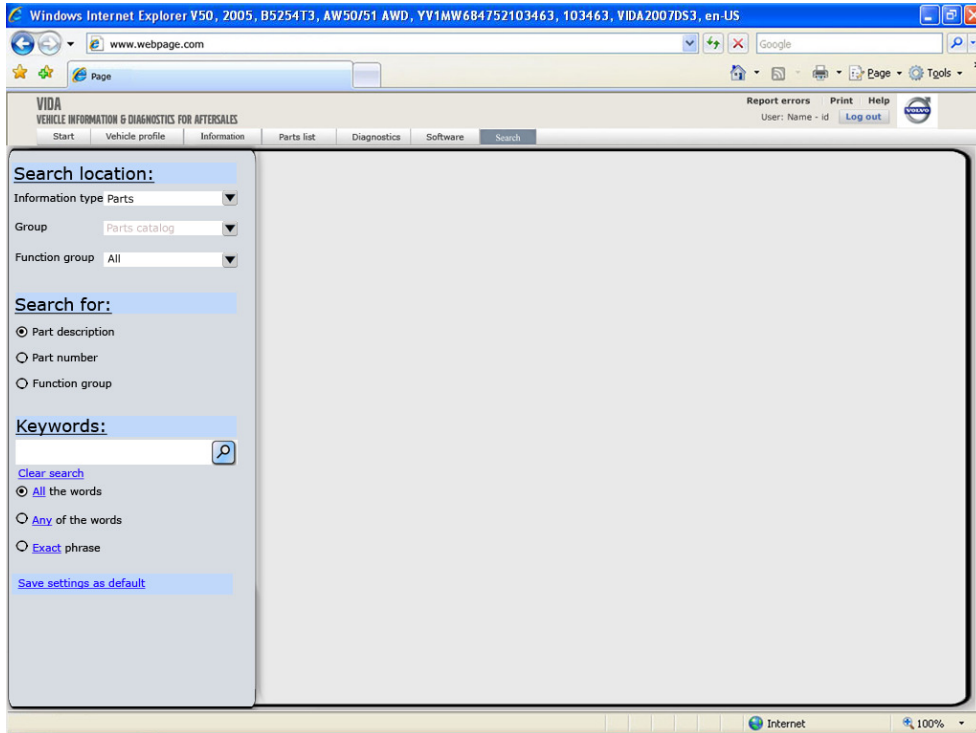 Windows Internet Explorer V50, 2005, B5254T3, AW50/51 AWD, YV1MW684752103463, 103463, VIDA2007DS3, en-US
www.webpage.com
Google
Page
Page
Tools
VIDA
VEHICLE INFORMATION & DIAGNOSTICS FOR AFTERSALES
Report errors Print Help
User: Name - id Log out
VOLVO
Start Vehicle profile Information Parts list Diagnostics Software Search
Search location:
Information type Parts
Group Parts catalog
Function group All
Search for:
Part description
Part number
Function group
Keywords:
Clear search
All the words
Any of the words
Exact phrase
Save settings as default
Internet 100%